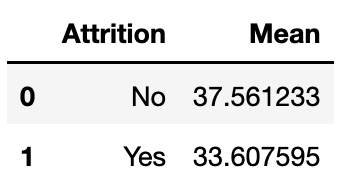 Attrition Mean
0 No 37.561233
1 Yes 33.607595